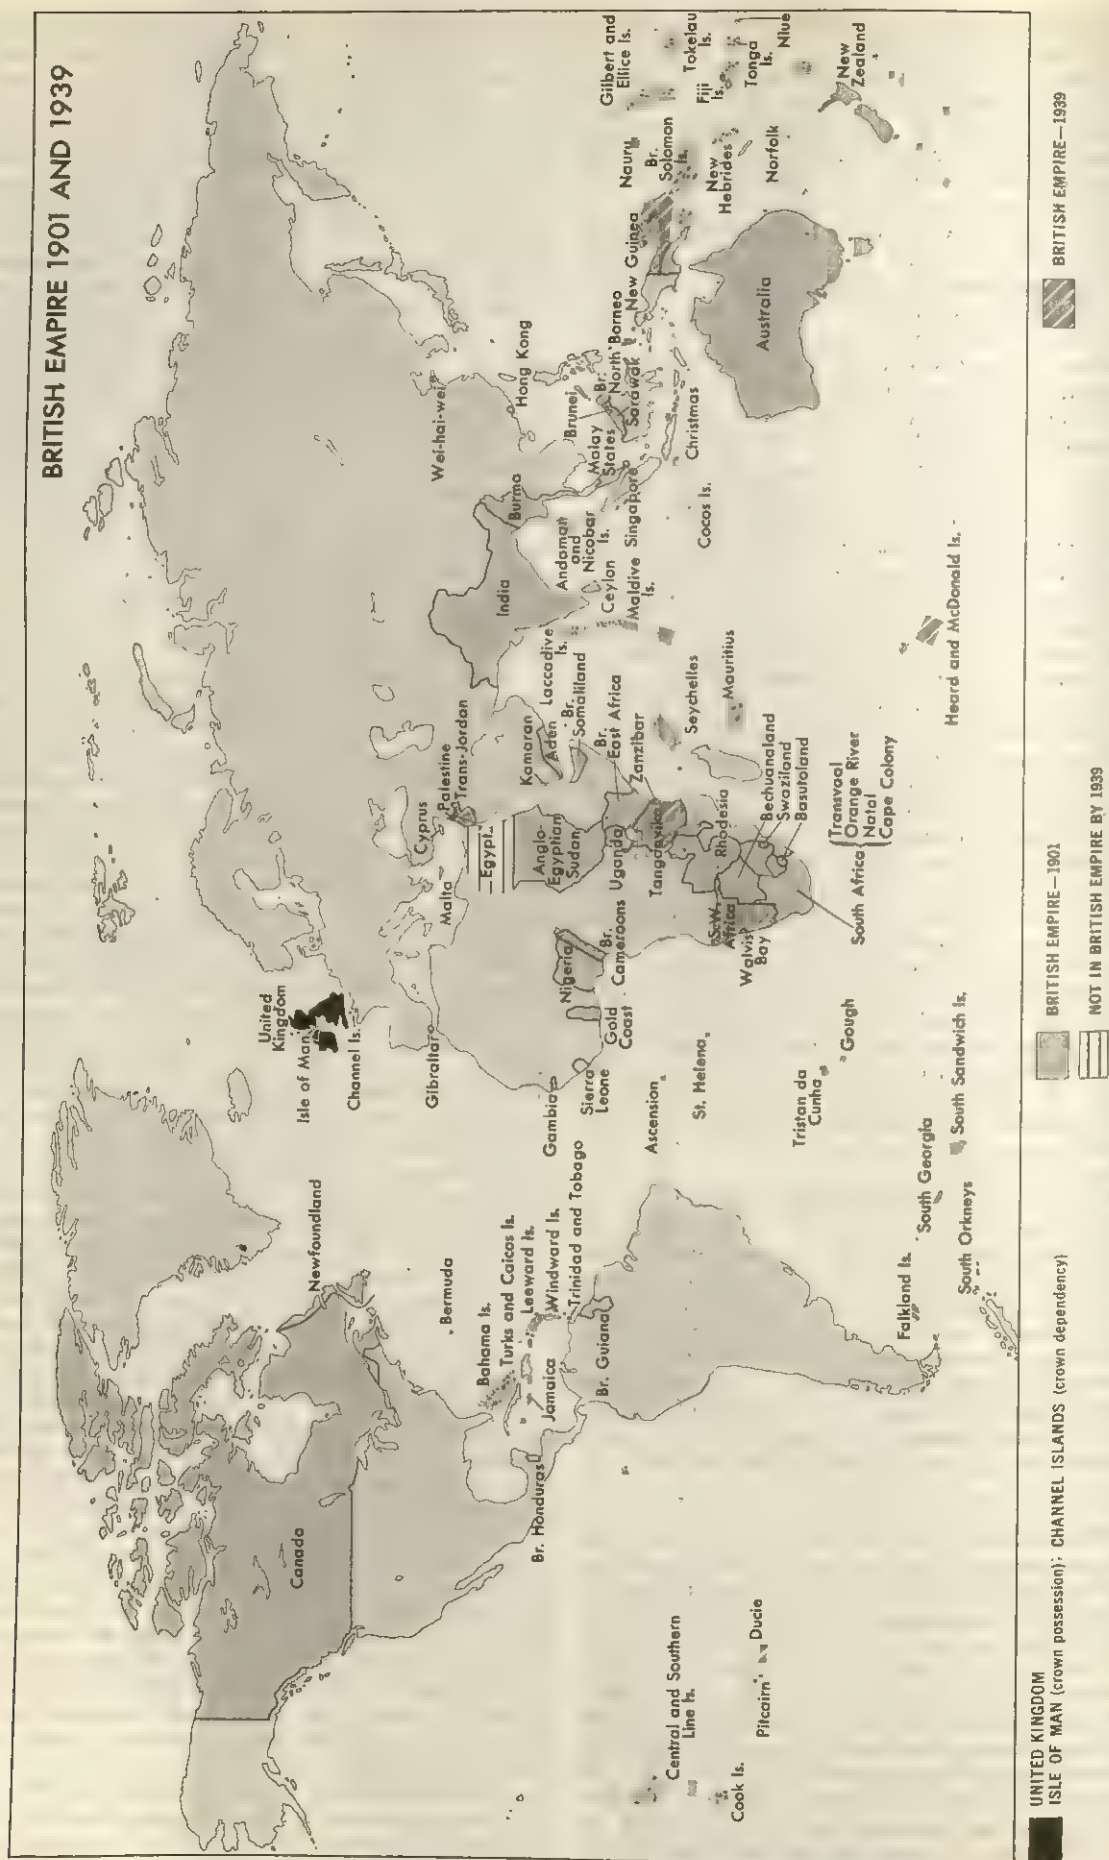 BRITISH EMPIRE 1901 AND 1939
Canada
Newfoundland
Bermuda
Bahama Is.
Turks and Caicos Is.
Leeward Is.
Windward Is.
Trinidad and Tobago
Jamaica
Br. Honduras
Br. Guiana
Central and Southern
Line Is.
Cook Is.
Pitcairn
Ducie
Falkland Is.
South Georgia
South Orkneys
South Sandwich Is.
United
Kingdom
Isle of Man
Channel Is.
Gibraltar
Malta
Cyprus
Palestine
Trans-Jordan
Egypt
Anglo-
Egyptian
Sudan
Gambia
Sierra
Leone
Gold
Coast
Nigeria
Br.
Camerons
Uganda
Tanganyika
Br.
East Africa
Zanzibar
Br.
Somaliland
Kamaran
Aden
Laccadive
Is.
Ascension
St. Helena
Tristan da
Cunha
Gough
S.W.
Africa
Walvis
Bay
Rhodesia
Bechuanaland
Swaziland
Basutoland
South Africa
Transvaal
Orange River
Natal
Cape Colony
Seychelles
Mauritius
India
Burma
Andaman
and
Nicobar
Is.
Ceylon
Maldive
Is.
Singapore
Malay
States
Brunei
Br.
North Borneo
Sarawak
Wei-hai-wei
Hong Kong
Cocos Is.
Christmas
New Guinea
Australia
Nauru
Br.
Solomon
Is.
New
Hebrides
Norfolk
Gilbert and
Ellice Is.
Tokelau
Is.
Fiji
Is.
Tonga
Is.
Niue
New
Zealand
Heard and McDonald Is.
UNITED KINGDOM
ISLE OF MAN (crown possession); CHANNEL ISLANDS (crown dependency)
BRITISH EMPIRE—1901
NOT IN BRITISH EMPIRE BY 1939
BRITISH EMPIRE—1939